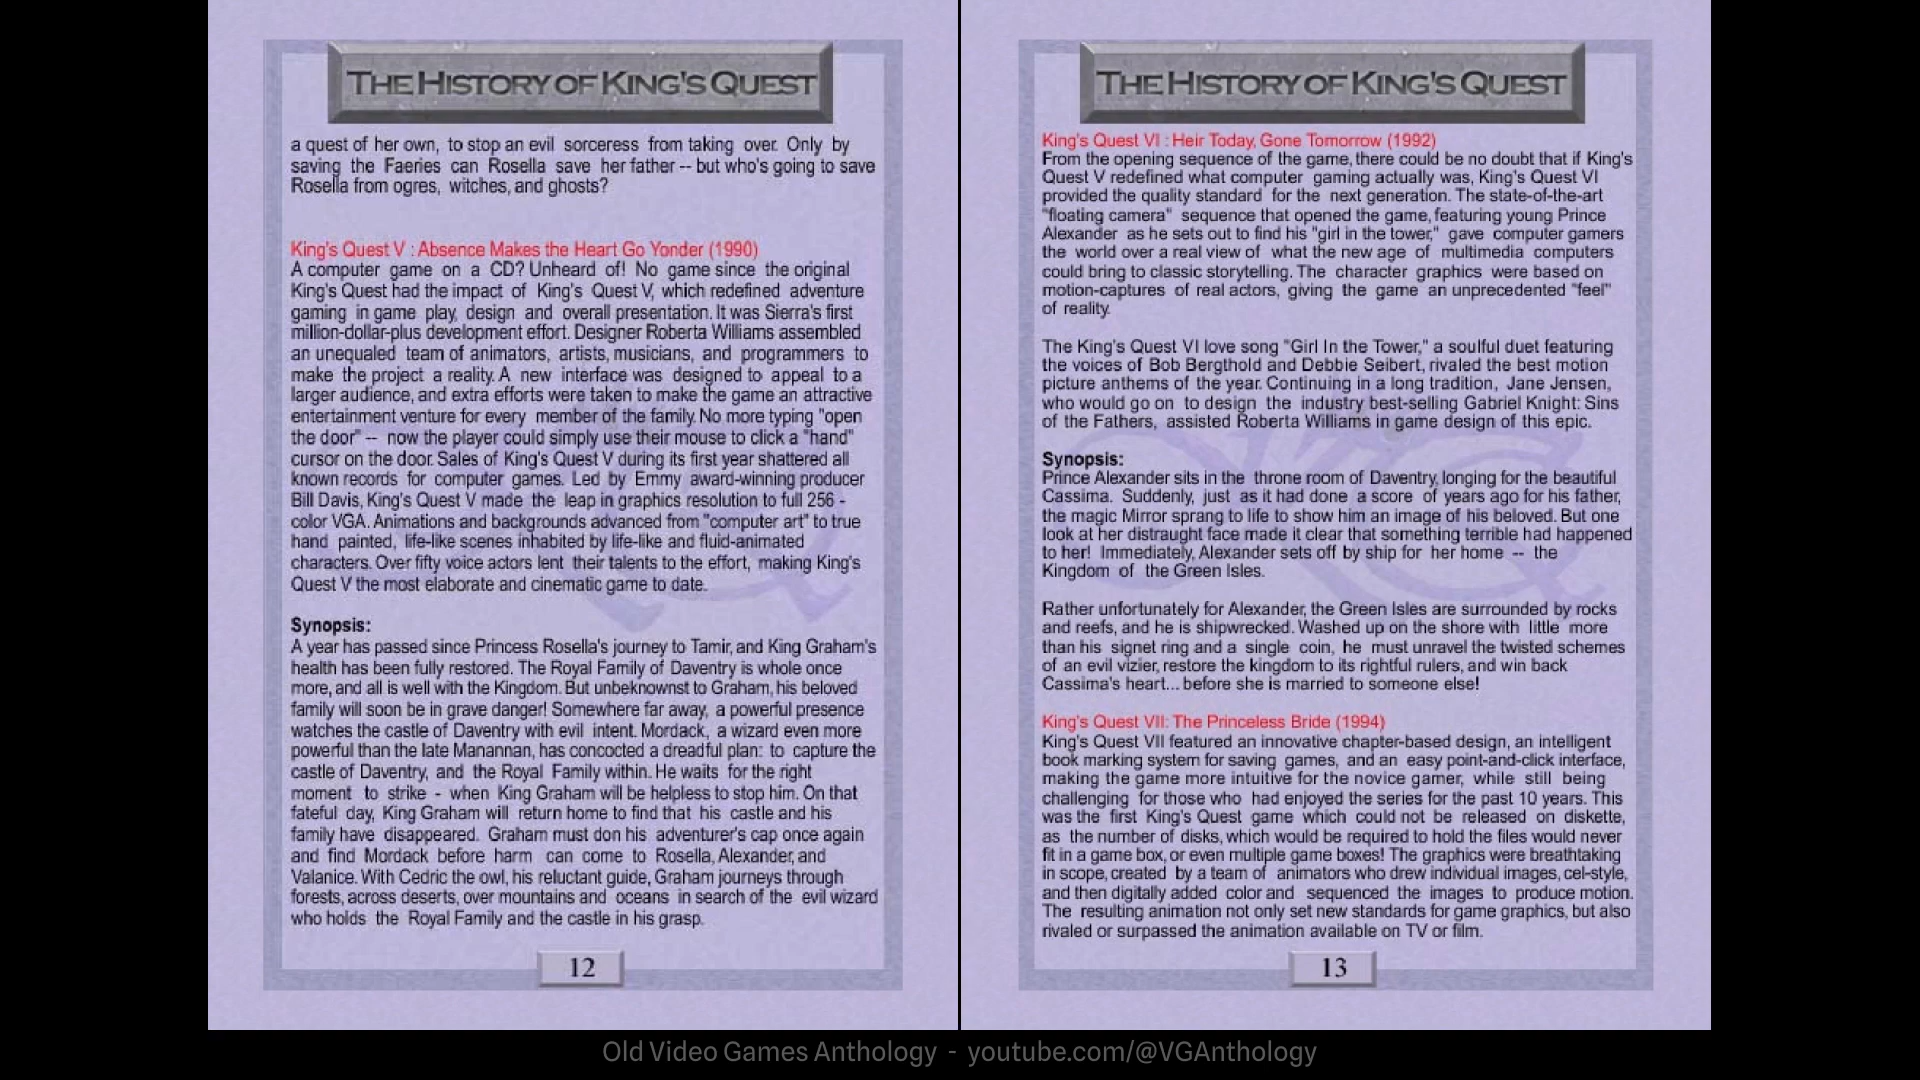 THE HISTORY OF KING'S QUEST
a quest of her own, to stop an evil sorceress from taking over. Only by
saving the Faeries can Rosella save her father -- but who's going to save
Rosella from ogres, witches, and ghosts?
King's Quest V : Absence Makes the Heart Go Yonder (1990)
A computer game on a CD? Unheard of! No game since the original
King's Quest had the impact of King's Quest V, which redefined adventure
gaming in game play, design and overall presentation. It was Sierra's first
million-dollar-plus development effort. Designer Roberta Williams assembled
an unequaled team of animators, artists, musicians, and programmers to
make the project a reality. A new interface was designed to appeal to a
larger audience, and extra efforts were taken to make the game an attractive
entertainment venture for every member of the family. No more typing "open
the door" -- now the player could simply use their mouse to click a "hand"
cursor on the door. Sales of King's Quest V during its first year shattered all
known records for computer games. Led by Emmy award-winning producer
Bill Davis, King's Quest V made the leap in graphics resolution to full 256 -
color VGA. Animations and backgrounds advanced from "computer art" to true
hand painted, life-like scenes inhabited by life-like and fluid-animated
characters. Over fifty voice actors lent their talents to the effort, making King's
Quest V the most elaborate and cinematic game to date.
Synopsis:
A year has passed since Princess Rosella's journey to Tamir, and King Graham's
health has been fully restored. The Royal Family of Daventry is whole once
more, and all is well with the Kingdom. But unbeknownst to Graham, his beloved
family will soon be in grave danger! Somewhere far away, a powerful presence
watches the castle of Daventry with evil intent. Mordack, a wizard even more
powerful than the late Manannan, has concocted a dreadful plan: to capture the
castle of Daventry, and the Royal Family within. He waits for the right
moment to strike - when King Graham will be helpless to stop him. On that
fateful day, King Graham will return home to find that his castle and his
family have disappeared. Graham must don his adventurer's cap once again
and find Mordack before harm can come to Rosella, Alexander, and
Valanice. With Cedric the owl, his reluctant guide, Graham journeys through
forests, across deserts, over mountains and oceans in search of the evil wizard
who holds the Royal Family and the castle in his grasp.
12
THE HISTORY OF KING'S QUEST
King's Quest VI : Heir Today, Gone Tomorrow (1992)
From the opening sequence of the game, there could be no doubt that if King's
Quest V redefined what computer gaming actually was, King's Quest VI
provided the quality standard for the next generation. The state-of-the-art
"floating camera" sequence that opened the game, featuring young Prince
Alexander as he sets out to find his "girl in the tower," gave computer gamers
the world over a real view of what the new age of multimedia computers
could bring to classic storytelling. The character graphics were based on
motion-captures of real actors, giving the game an unprecedented "feel"
of reality.
The King's Quest VI love song "Girl In the Tower," a soulful duet featuring
the voices of Bob Bergthold and Debbie Seibert, rivaled the best motion
picture anthems of the year. Continuing in a long tradition, Jane Jensen,
who would go on to design the industry best-selling Gabriel Knight: Sins
of the Fathers, assisted Roberta Williams in game design of this epic.
Synopsis:
Prince Alexander sits in the throne room of Daventry, longing for the beautiful
Cassima. Suddenly, just as it had done a score of years ago for his father,
the magic Mirror sprang to life to show him an image of his beloved. But one
look at her distraught face made it clear that something terrible had happened
to her! Immediately, Alexander sets off by ship for her home -- the
Kingdom of the Green Isles.
Rather unfortunately for Alexander, the Green Isles are surrounded by rocks
and reefs, and he is shipwrecked. Washed up on the shore with little more
than his signet ring and a single coin, he must unravel the twisted schemes
of an evil vizier, restore the kingdom to its rightful rulers, and win back
Cassima's heart... before she is married to someone else!
King's Quest VII: The Princeless Bride (1994)
King's Quest VII featured an innovative chapter-based design, an intelligent
book marking system for saving games, and an easy point-and-click interface,
making the game more intuitive for the novice gamer, while still being
challenging for those who had enjoyed the series for the past 10 years. This
was the first King's Quest game which could not be released on diskette,
as the number of disks, which would be required to hold the files would never
fit in a game box, or even multiple game boxes! The graphics were breathtaking
in scope, created by a team of animators who drew individual images, cel-style,
and then digitally added color and sequenced the images to produce motion.
The resulting animation not only set new standards for game graphics, but also
rivaled or surpassed the animation available on TV or film.
13
Old Video Games Anthology - youtube.com/@VGAnthology